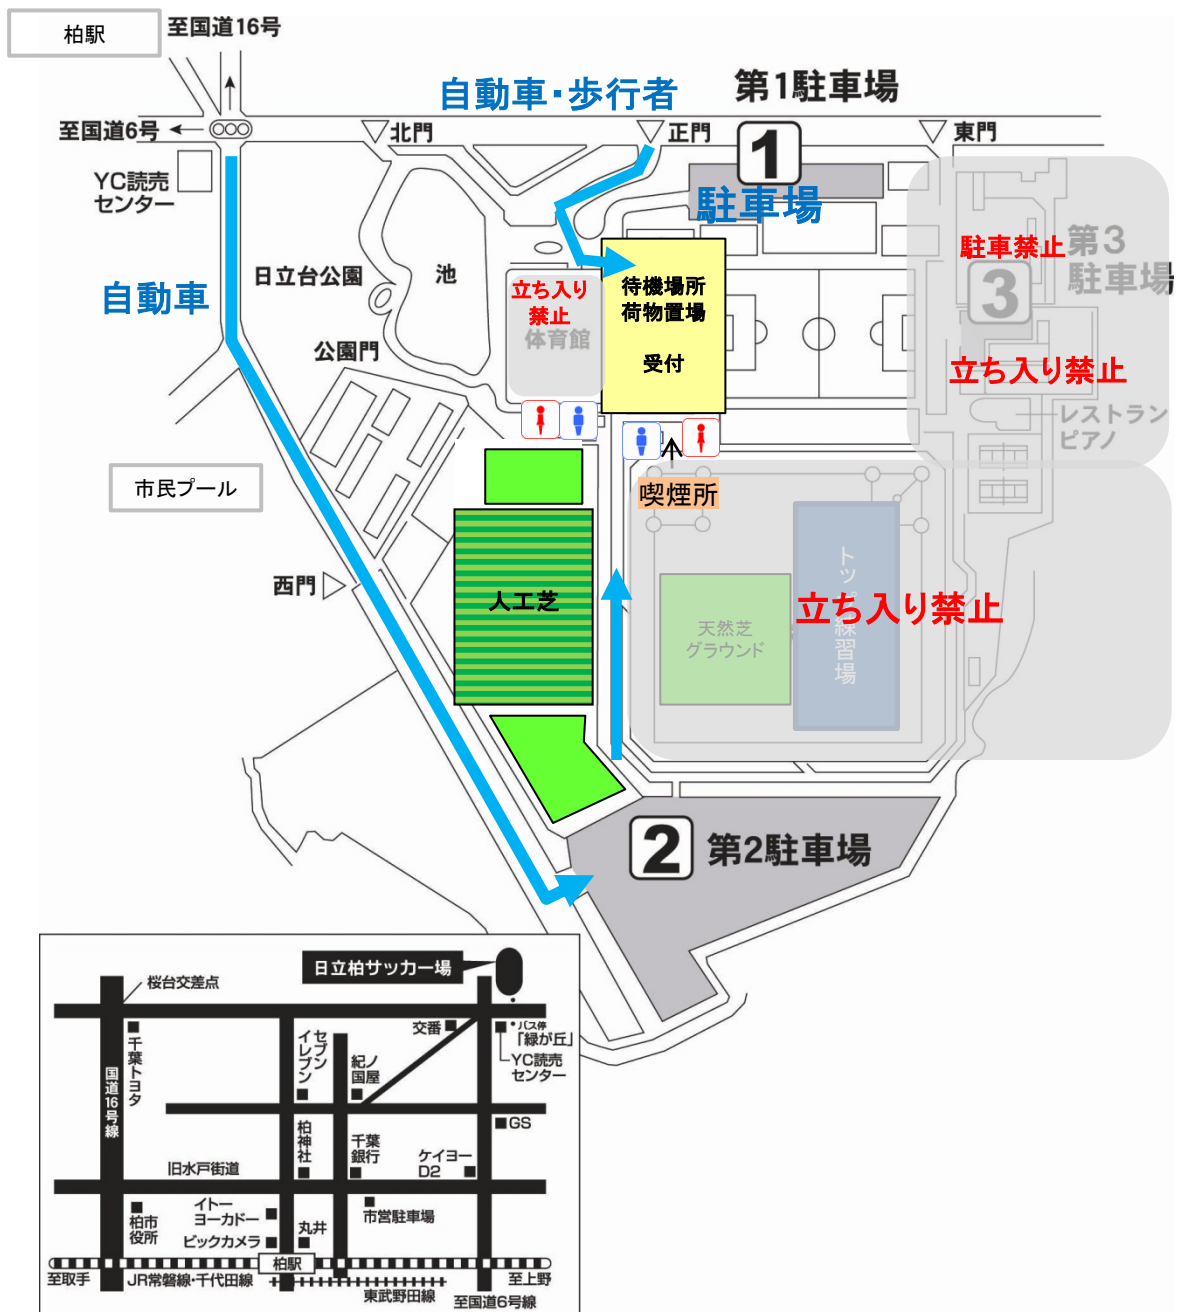 柏駅
至国道16号
自動車・歩行者
第1駐車場
至国道6号
北門
正門
1
東門
YC読売
センター
駐車場
自動車
日立台公園
池
立ち入り
禁止
体育館
待機場所
荷物置場
受付
駐車禁止
第3
駐車場
3
公園門
立ち入り禁止
レストラン
ピアノ
市民プール
喫煙所
西門
人工芝
天然芝
グラウンド
立ち入り禁止
2
第2駐車場
日立柏サッカー場
桜台交差点
千葉トヨタ
国道16号線
セブン
イレブン
紀ノ
国屋
交番
バス停
「緑が丘」
YC読売
センター
GS
柏神社
千葉
銀行
ケイヨー
D2
旧水戸街道
柏市
役所
イトー
ヨーカドー
ビックカメラ
丸井
市営駐車場
柏駅
至取手
JR常磐線・千代田線
至上野
東武野田線
至国道6号線